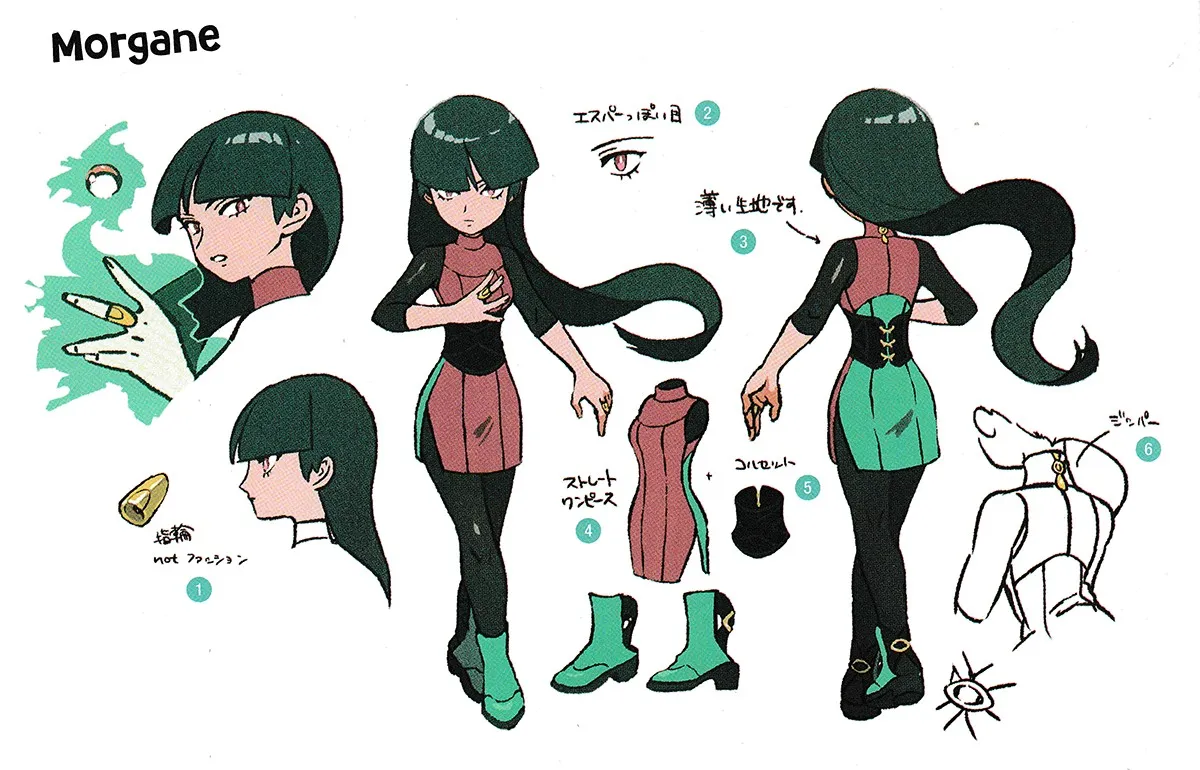 Morgane
エスパーっぽい目
2
薄い生地です.
3
ジッパー
6
指輪
not ファッション
1
ストレート
ワンピース
4
+
コルセット
5